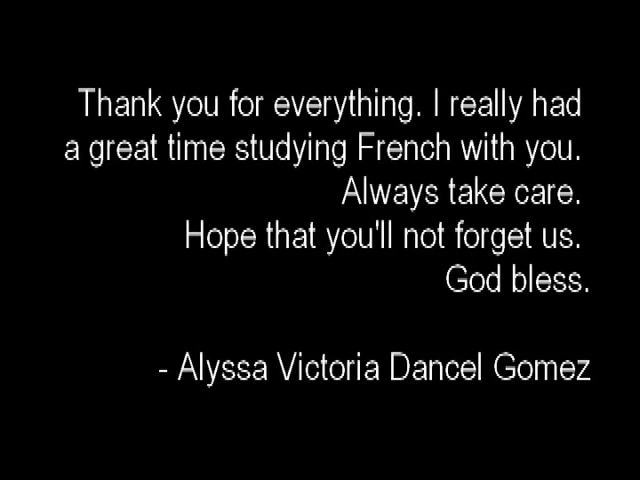 Thank you for everything. I really had
a great time studying French with you.
Always take care.
Hope that you'll not forget us.
God bless.
- Alyssa Victoria Dancel Gomez